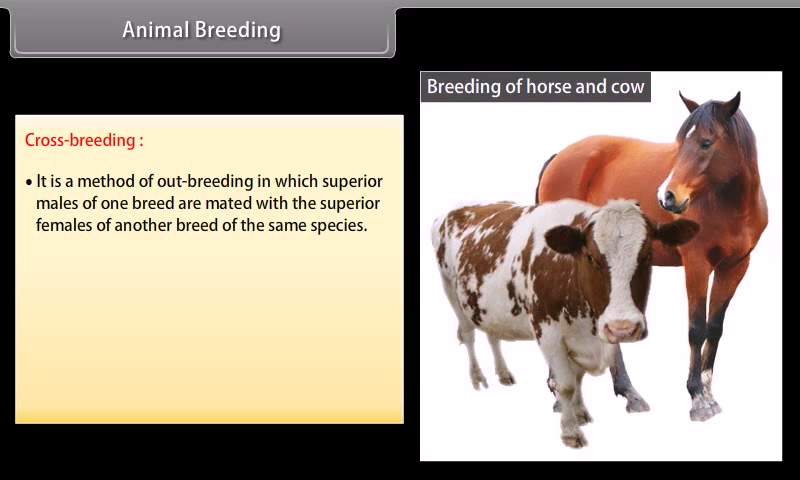 Animal Breeding
Breeding of horse and cow
Cross-breeding :
• It is a method of out-breeding in which superior
males of one breed are mated with the superior
females of another breed of the same species.